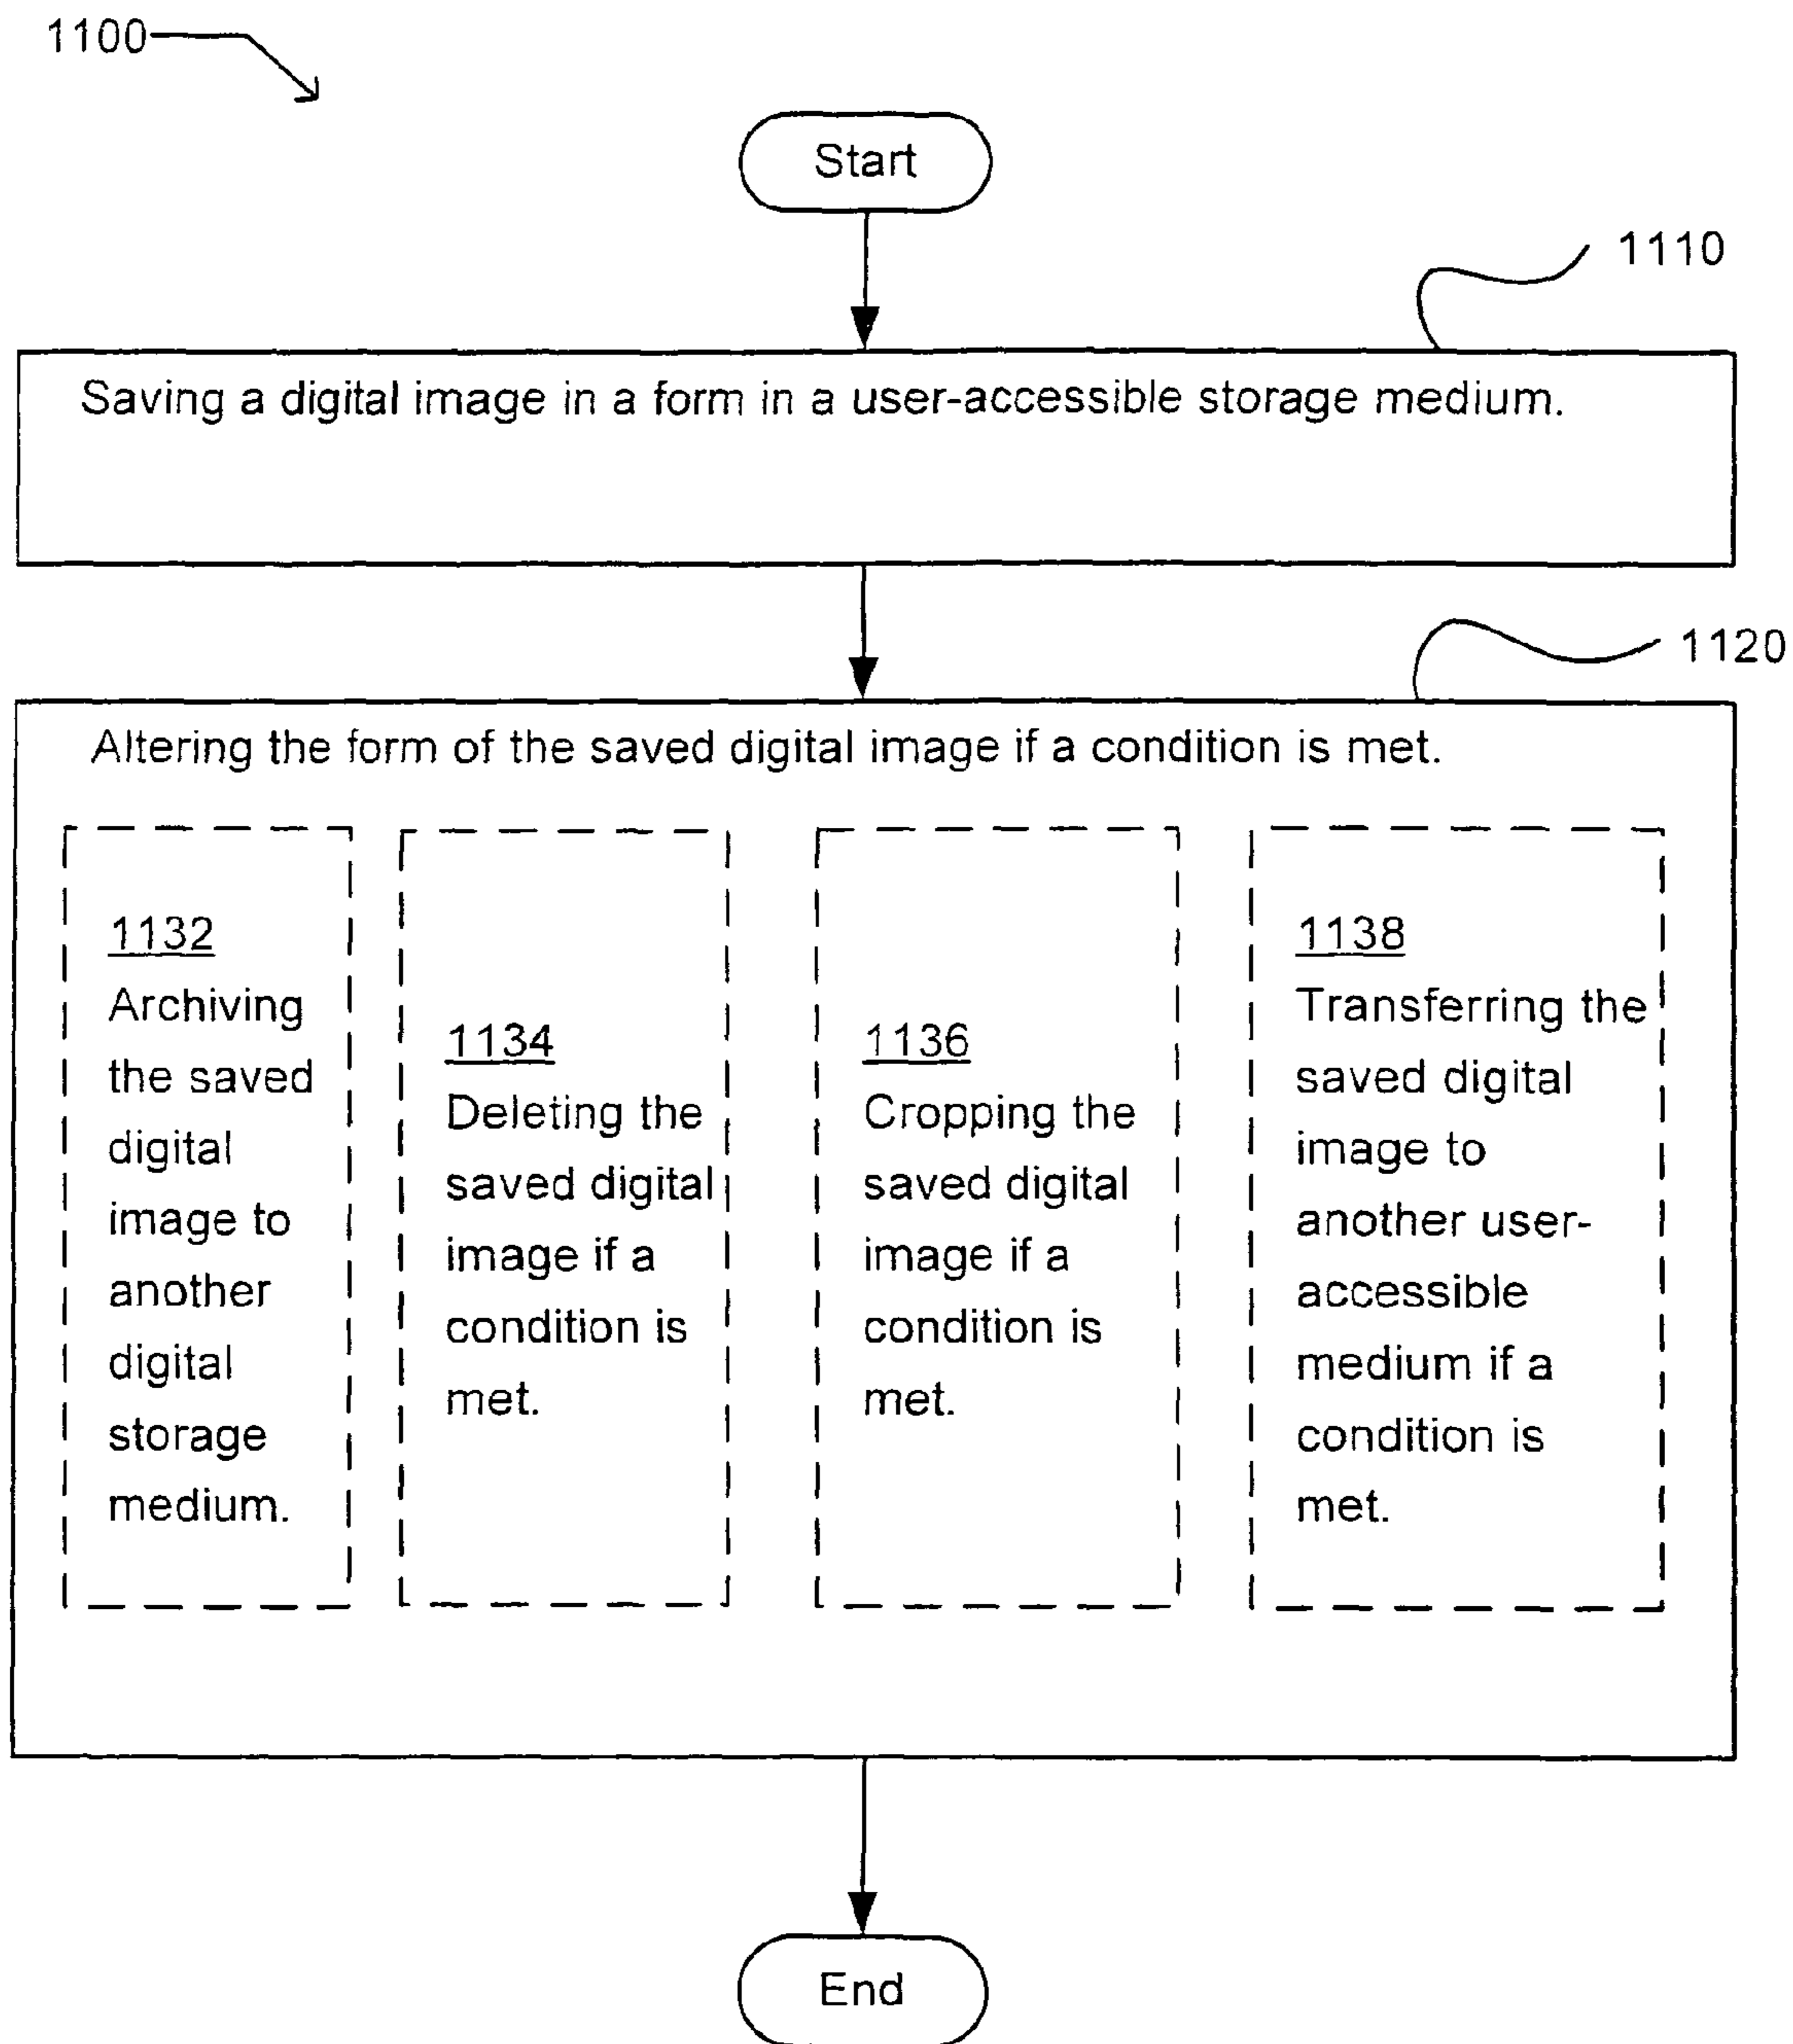 1100
Start
1110
Saving a digital image in a form in a user-accessible storage medium.
1120
Altering the form of the saved digital image if a condition is met.
1132
Archiving
the saved
digital
image to
another
digital
storage
medium.
1134
Deleting the
saved digital
image if a
condition is
met.
1136
Cropping the
saved digital
image if a
condition is
met.
1138
Transferring the
saved digital
image to
another user-
accessible
medium if a
condition is
met.
End